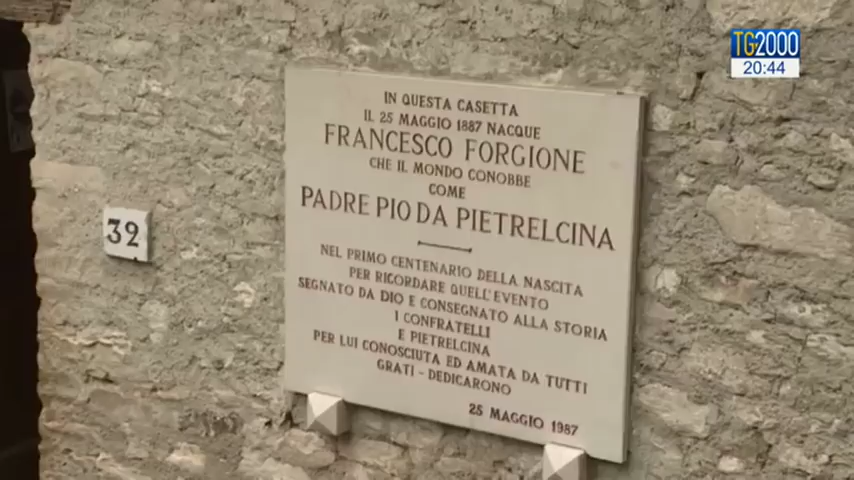 TG2000
20:44
IN QUESTA CASETTA
IL 25 MAGGIO 1887 NACQUE
FRANCESCO FORGIONE
CHE IL MONDO CONOBBE
COME
PADRE PIO DA PIETRELCINA
NEL PRIMO CENTENARIO DELLA NASCITA
PER RICORDARE QUELL'EVENTO
SEGNATO DA DIO E CONSEGNATO ALLA STORIA
I CONFRATELLI
E PIETRELCINA
PER LUI CONOSCIUTA ED AMATA DA TUTTI
GRATI - DEDICARONO
25 MAGGIO 1987
32